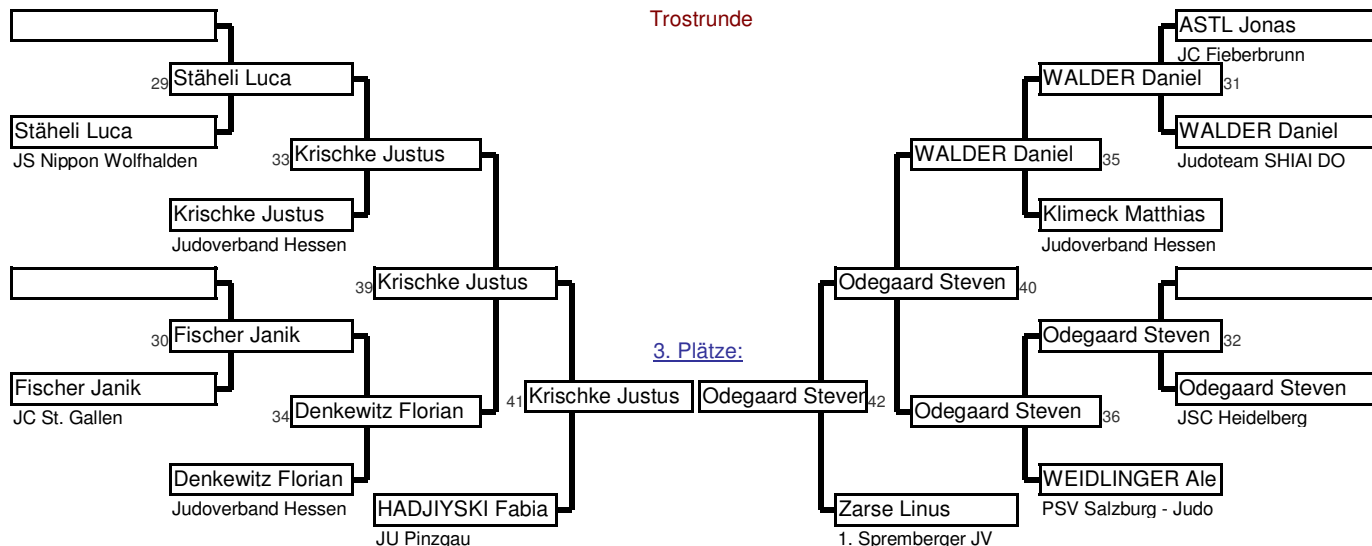 Trostrunde
ASTL Jonas
JC Fieberbrunn
29 Stäheli Luca
WALDER Daniel 31
Stäheli Luca
JS Nippon Wolfhalden
WALDER Daniel
Judoteam SHIAI DO
33 Krischke Justus
WALDER Daniel 35
Krischke Justus
Judoverband Hessen
Klimeck Matthias
Judoverband Hessen
39 Krischke Justus
Odegaard Steven 40
30 Fischer Janik
Odegaard Steven 32
3. Plätze:
Fischer Janik
JC St. Gallen
41 Krischke Justus
Odegaard Steven 42
Odegaard Steven
JSC Heidelberg
34 Denkewitz Florian
Odegaard Steven 36
Denkewitz Florian
Judoverband Hessen
WEIDLINGER Ale
PSV Salzburg - Judo
HADJIYSKI Fabia
JU Pinzgau
Zarse Linus
1. Spremberger JV